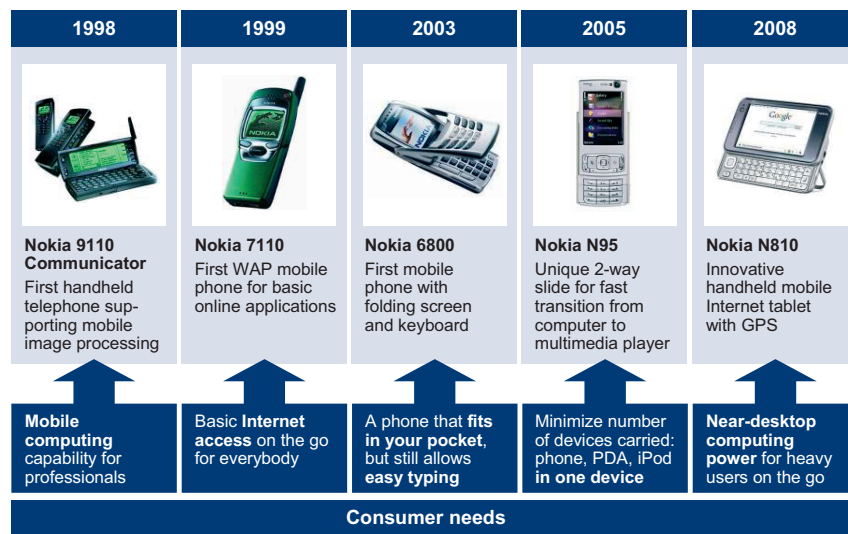 1998
1999
2003
2005
2008
NOKIA
Google
Nokia 9110
Communicator
First handheld
telephone sup-
porting mobile
image processing
Nokia 7110
First WAP mobile
phone for basic
online applications
Nokia 6800
First mobile
phone with
folding screen
and keyboard
Nokia N95
Unique 2-way
slide for fast
transition from
computer to
multimedia player
Nokia N810
Innovative
handheld mobile
Internet tablet
with GPS
Mobile
computing
capability for
professionals
Basic Internet
access on the go
for everybody
A phone that fits
in your pocket,
but still allows
easy typing
Minimize number
of devices carried:
phone, PDA, iPod
in one device
Near-desktop
computing
power for heavy
users on the go
Consumer needs